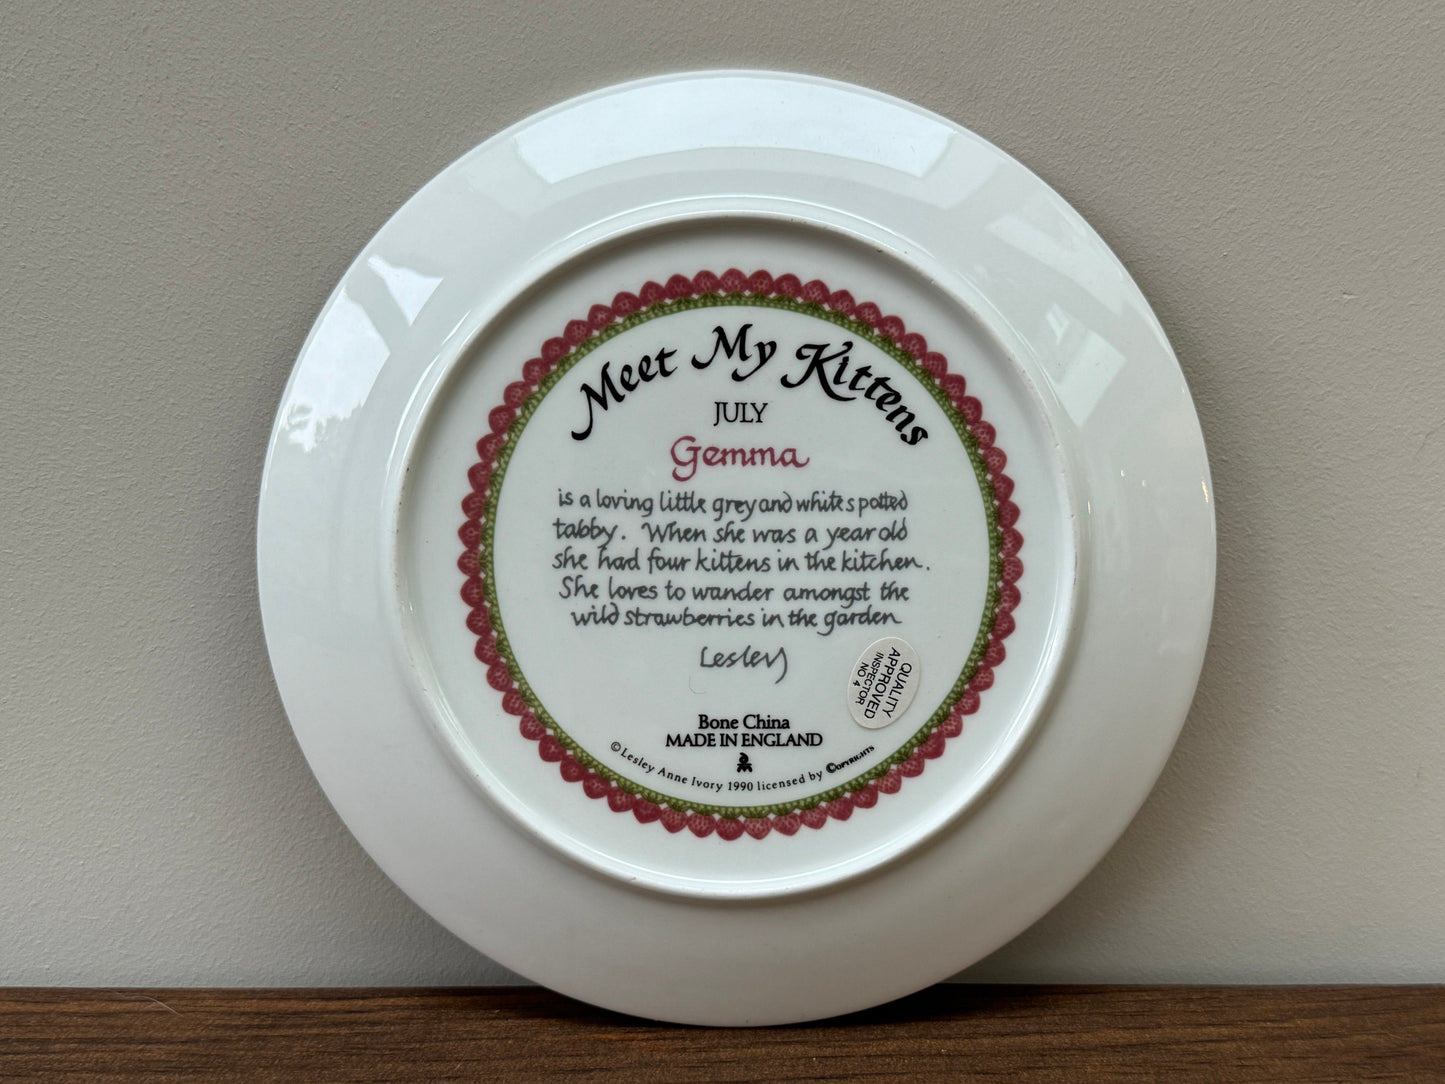 Meet My Kittens
JULY
Gemma
is a loving little grey and white spotted
tabby. When she was a year old
she had four kittens in the kitchen.
She loves to wander amongst the
wild strawberries in the garden
Lesley
QUALITY
APPROVED
INSPECTOR
NO 4
Bone China
MADE IN ENGLAND
© Lesley Anne Ivory 1990 licensed by ©OPYRIGHTS